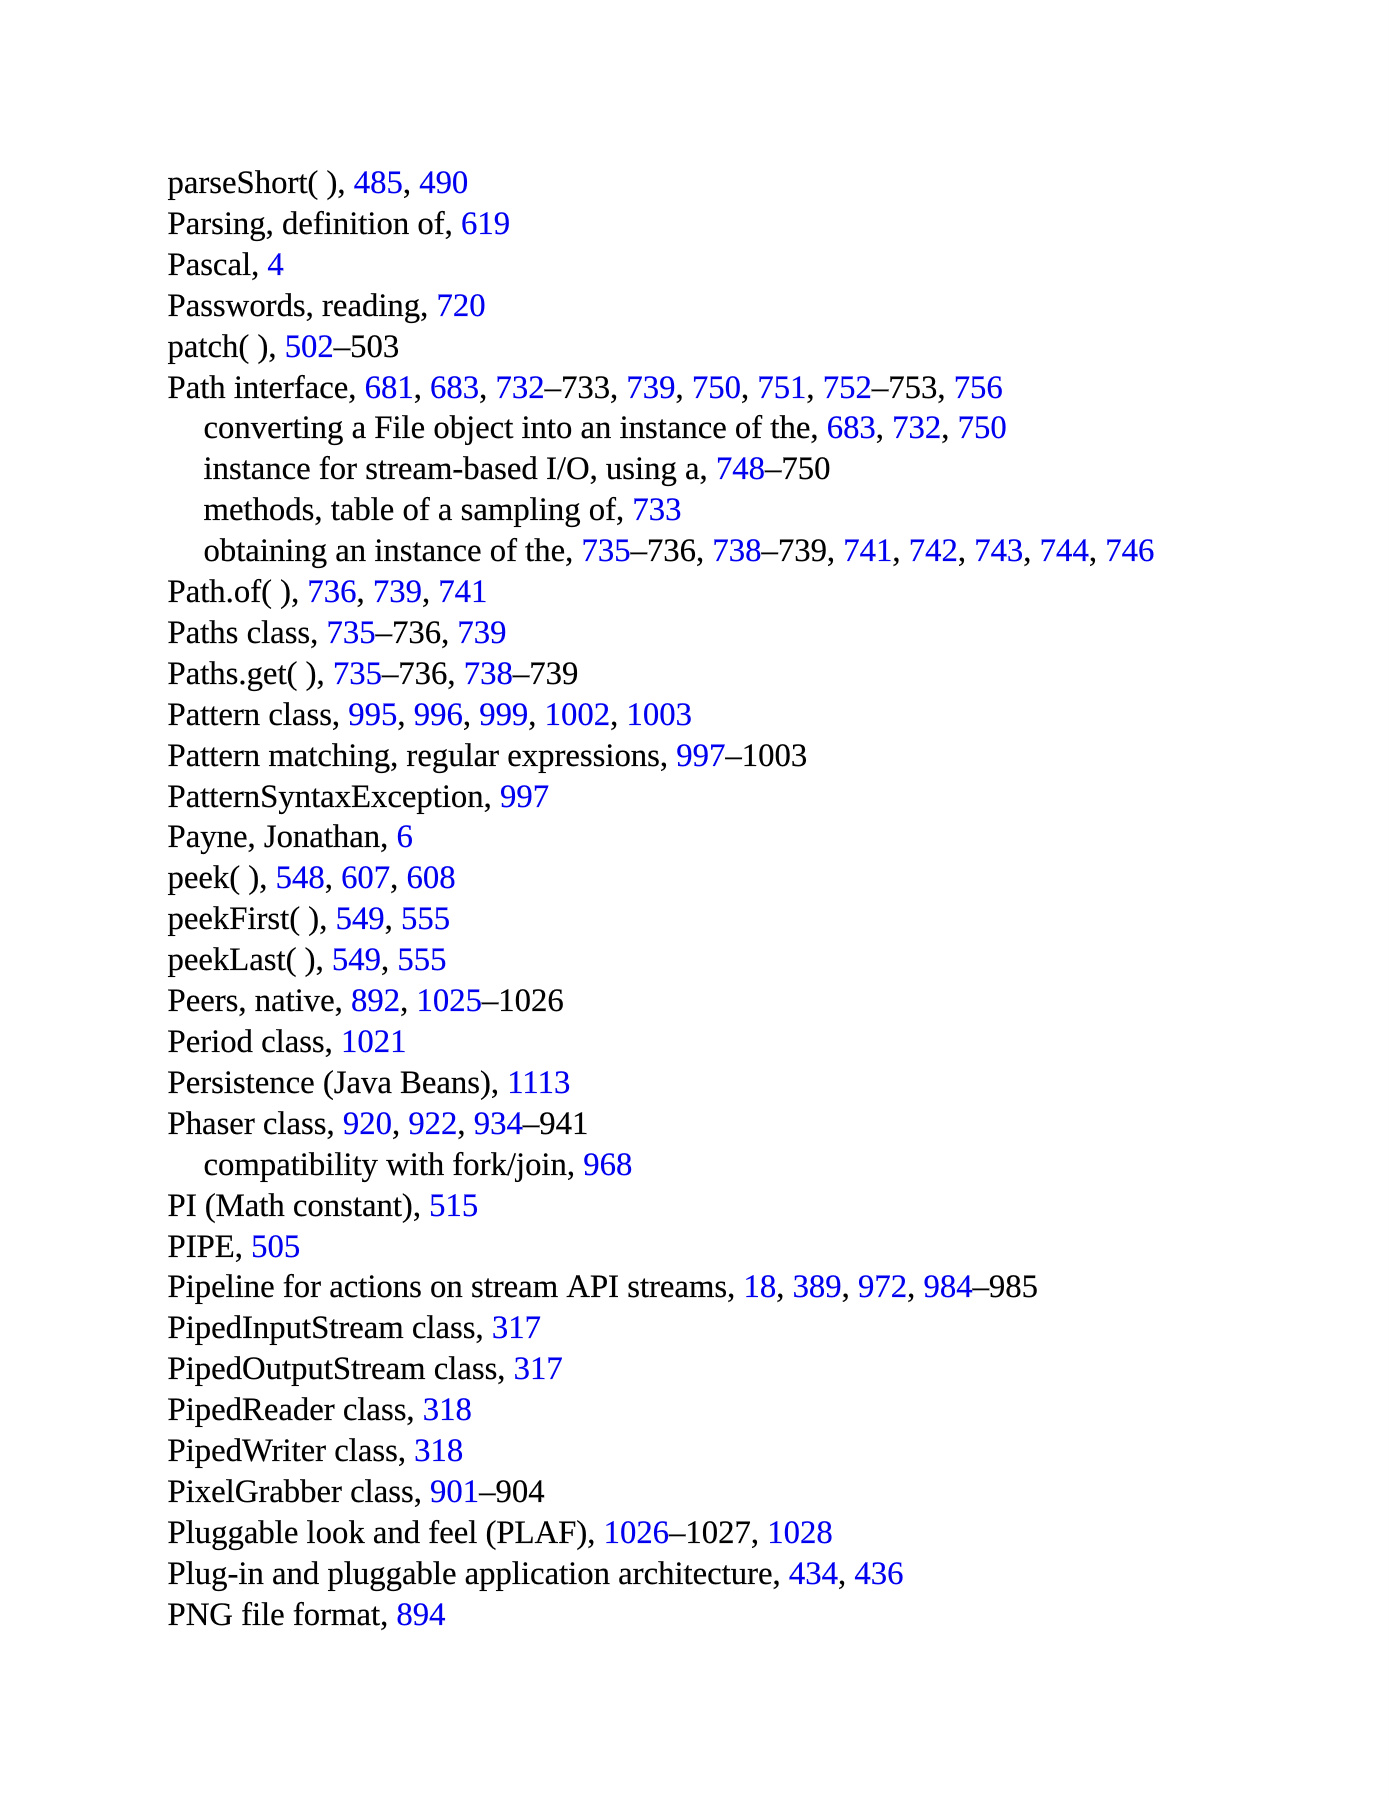 parseShort( ), 485, 490
Parsing, definition of, 619
Pascal, 4
Passwords, reading, 720
patch( ), 502–503
Path interface, 681, 683, 732–733, 739, 750, 751, 752–753, 756
converting a File object into an instance of the, 683, 732, 750
instance for stream-based I/O, using a, 748–750
methods, table of a sampling of, 733
obtaining an instance of the, 735–736, 738–739, 741, 742, 743, 744, 746
Path.of( ), 736, 739, 741
Paths class, 735–736, 739
Paths.get( ), 735–736, 738–739
Pattern class, 995, 996, 999, 1002, 1003
Pattern matching, regular expressions, 997–1003
PatternSyntaxException, 997
Payne, Jonathan, 6
peek( ), 548, 607, 608
peekFirst( ), 549, 555
peekLast( ), 549, 555
Peers, native, 892, 1025–1026
Period class, 1021
Persistence (Java Beans), 1113
Phaser class, 920, 922, 934–941
compatibility with fork/join, 968
PI (Math constant), 515
PIPE, 505
Pipeline for actions on stream API streams, 18, 389, 972, 984–985
PipedInputStream class, 317
PipedOutputStream class, 317
PipedReader class, 318
PipedWriter class, 318
PixelGrabber class, 901–904
Pluggable look and feel (PLAF), 1026–1027, 1028
Plug-in and pluggable application architecture, 434, 436
PNG file format, 894